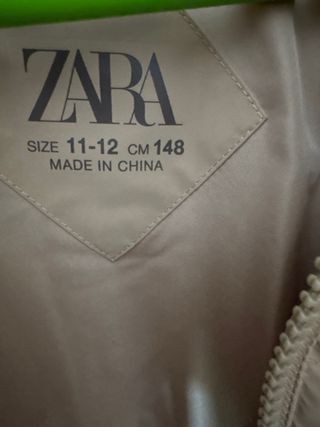 ZARA
SIZE 11-12 CM 148
MADE IN CHINA